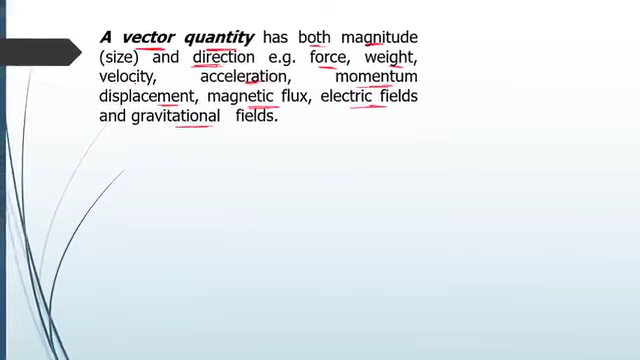 A vector quantity has both magnitude
(size) and direction e.g. force, weight,
velocity, acceleration, momentum
displacement, magnetic flux, electric fields
and gravitational fields.